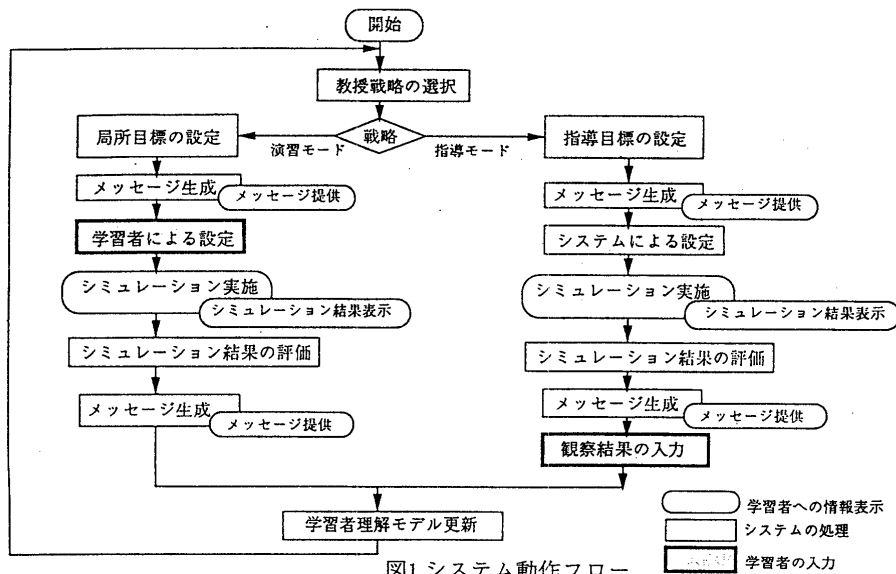 開始
教授戦略の選択
戦略
演習モード
指導モード
局所目標の設定
メッセージ生成
メッセージ提供
学習者による設定
シミュレーション実施
シミュレーション結果表示
シミュレーション結果の評価
メッセージ生成
メッセージ提供
指導目標の設定
メッセージ生成
メッセージ提供
システムによる設定
シミュレーション実施
シミュレーション結果表示
シミュレーション結果の評価
メッセージ生成
メッセージ提供
観察結果の入力
学習者理解モデル更新
学習者への情報表示
システムの処理
学習者の入力
図1 システム動作フロー